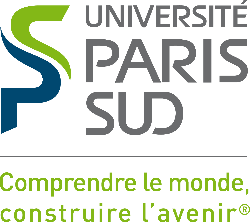 UNIVERSITÉ
PARIS
SUD
Comprendre le monde,
construire l'avenir®